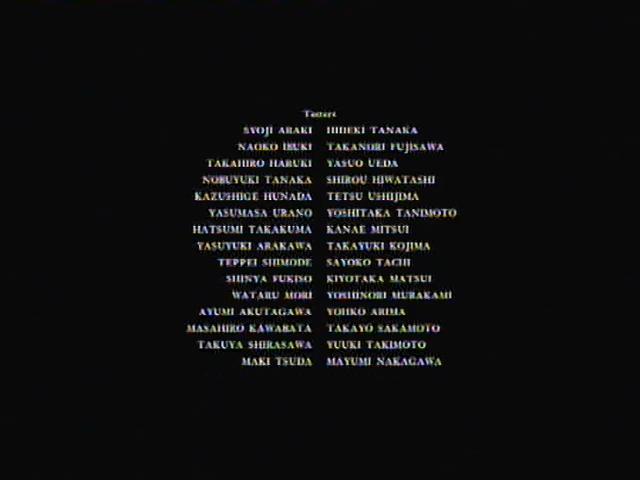 Testers
SYOJI ARAKI HIDEKI TANAKA
NAOKO IBUKI TAKANORI FUJISAWA
TAKAHIRO HARUKI YASUO UEDA
NOBUYUKI TANAKA SHIROU HIWATASHI
KAZUSHIGE HUNADA TETSU USHIJIMA
YASUMASA URANO YOSHITAKA TANIMOTO
HATSUMI TAKAKUMA KANAE MITSUI
YASUYUKI ARAKAWA TAKAYUKI KOJIMA
TEPPEI SHIMODE SAYOKO TACHI
SHINYA FUKISO KIYOTAKA MATSUI
WATARU MORI YOSHINORI MURAKAMI
AYUMI AKUTAGAWA YOHKO ARIMA
MASAHIRO KAWABATA TAKAYO SAKAMOTO
TAKUYA SHIRASAWA YUUKI TAKIMOTO
MAKI TSUDA MAYUMI NAKAGAWA